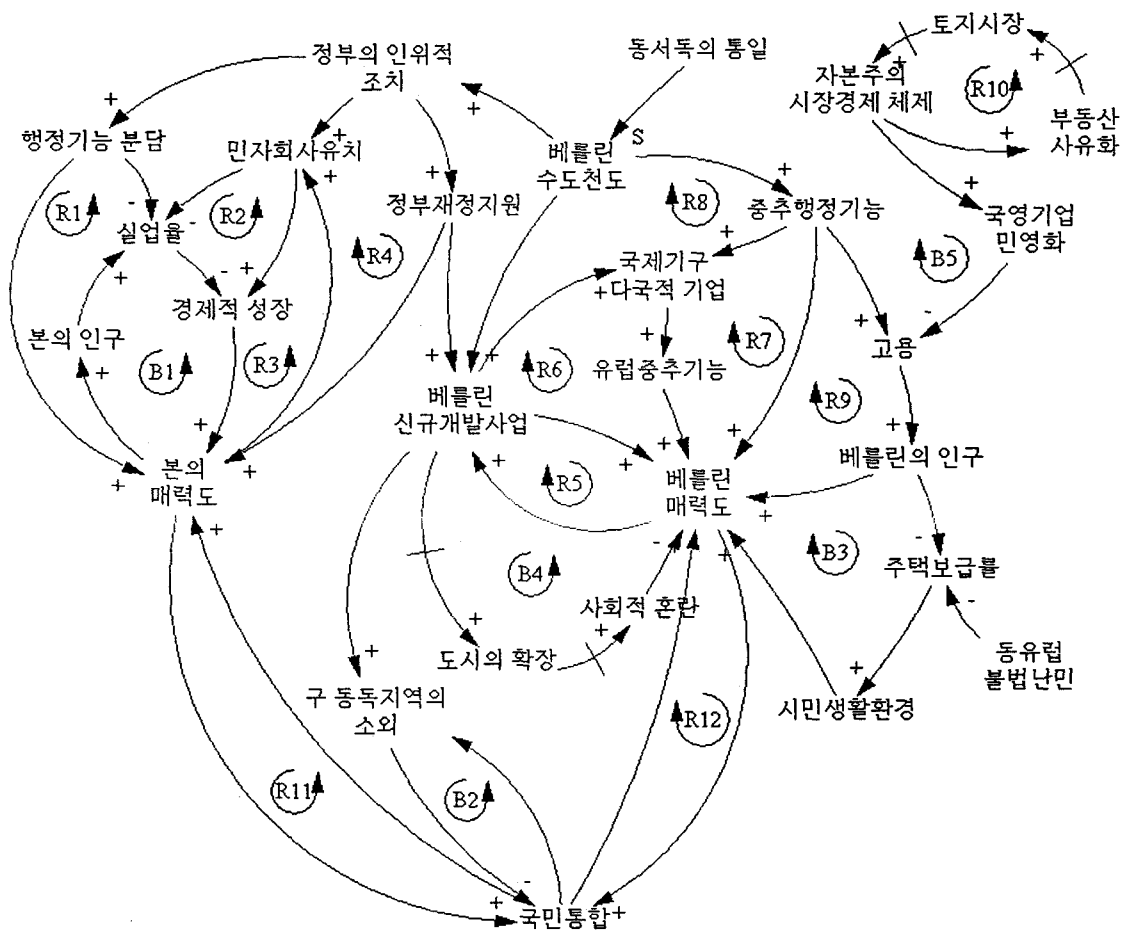 토지시장
동서독의 통일
정부의 인위적
조치
자본주의
시장경제 체제
R10
부동산
사유화
행정기능 분담
민자회사유치
베를린
수도천도
S
정부재정지원
중추행정기능
국영기업
민영화
R1
R2
R4
R8
B5
실업율
국제기구
다국적 기업
경제적 성장
본의 인구
B1
R3
R6
R7
고용
유럽중추기능
베를린
신규개발사업
R9
본의
매력도
R5
베를린
매력도
베를린의 인구
B4
B3
주택보급률
사회적 혼란
도시의 확장
동유럽
불법난민
구 동독지역의
소외
시민생활환경
R12
R11
B2
국민통합
+
-